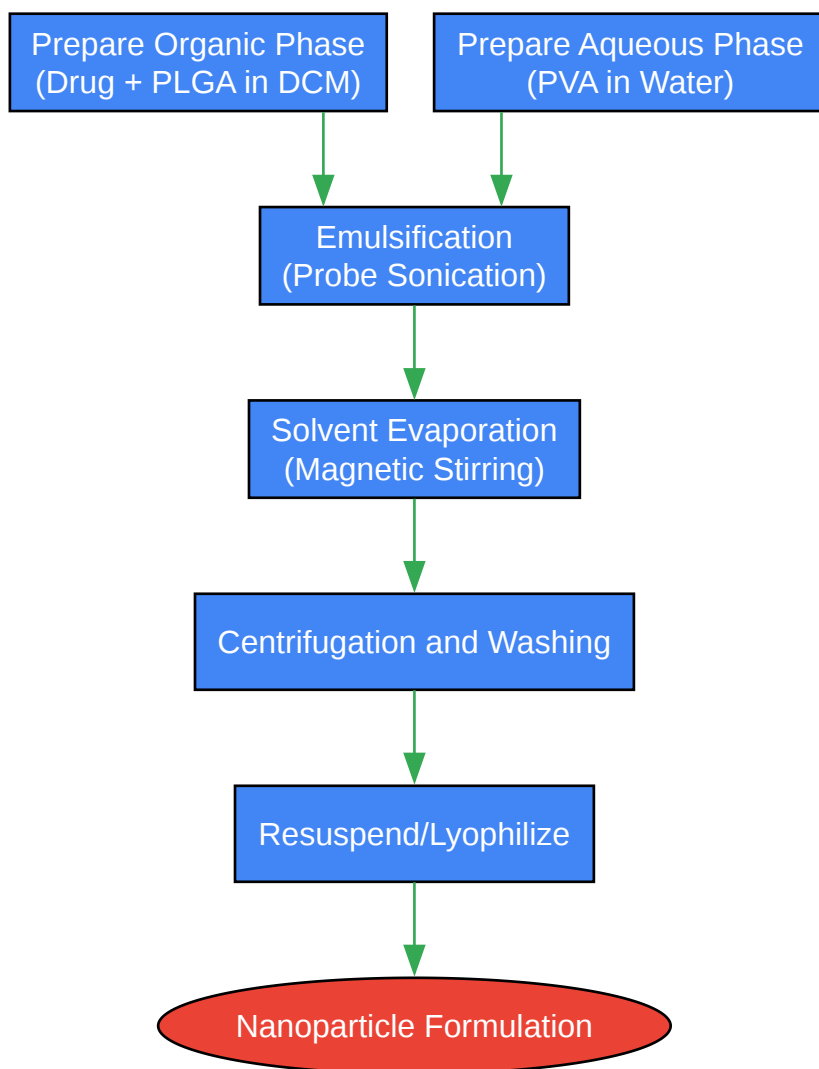 Prepare Organic Phase
(Drug + PLGA in DCM)
Prepare Aqueous Phase
(PVA in Water)
Emulsification
(Probe Sonication)
Solvent Evaporation
(Magnetic Stirring)
Centrifugation and Washing
Resuspend/Lyophilize
Nanoparticle Formulation